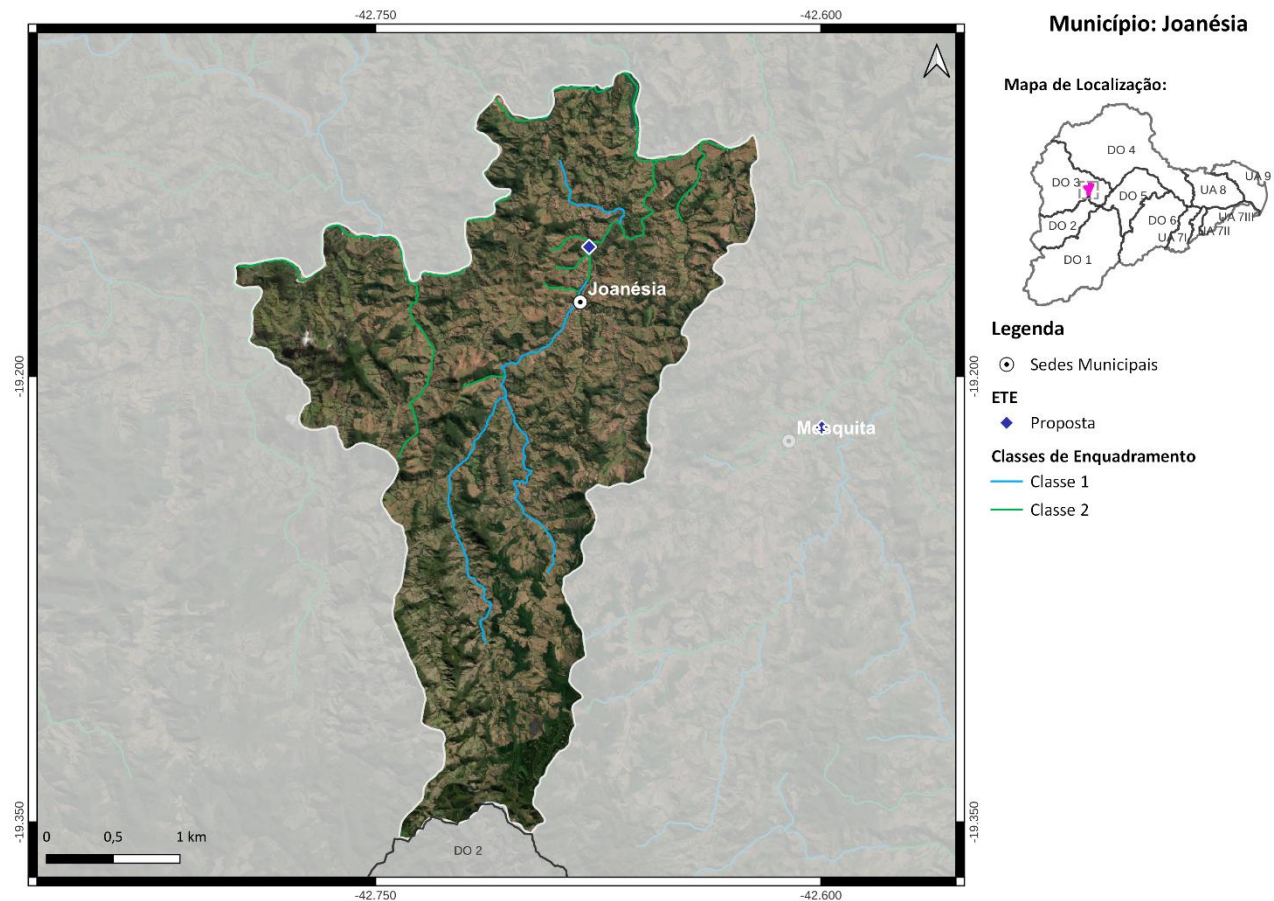 -42.750
-42.600
Município: Joanésia
Mapa de Localização:
DO 4
DO 3
DO 5
UA 8
UA 9
DO 2
DO 6
UA 7III
UA 7II
UA 7I
DO 1
Joanésia
Legenda
Sedes Municipais
ETE
Proposta
Classes de Enquadramento
Classe 1
Classe 2
-19.200
-19.200
Mesquita
-19.350
-19.350
0 0,5 1 km
DO 2
-42.750
-42.600